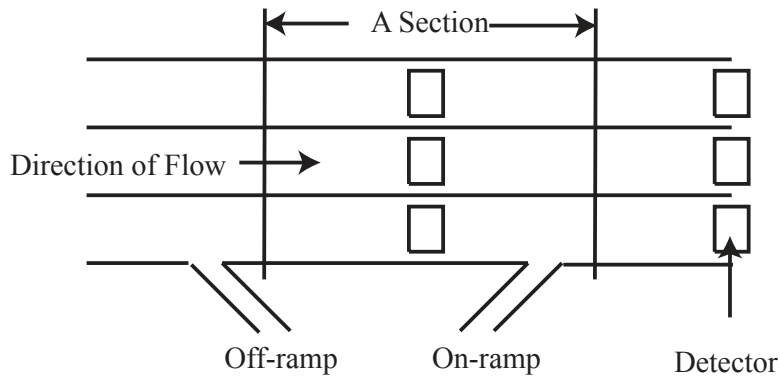 A Section
Direction of Flow
Off-ramp
On-ramp
Detector